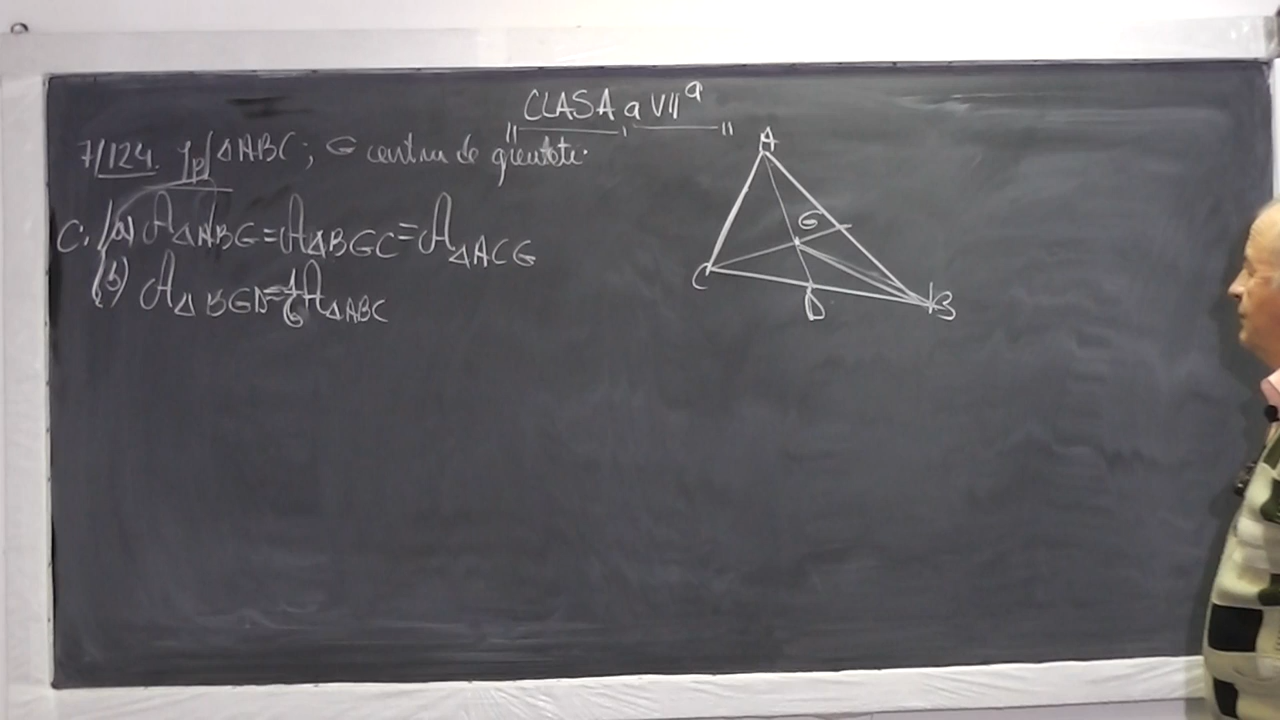 CLASA a VII a
7/124. Ip/ ΔABC; G centru de greutate.
C. (a) A ΔABG = A ΔBGC = A ΔACG
(b) A ΔBGD = 1/6 A ΔABC
A
G
C
D
B